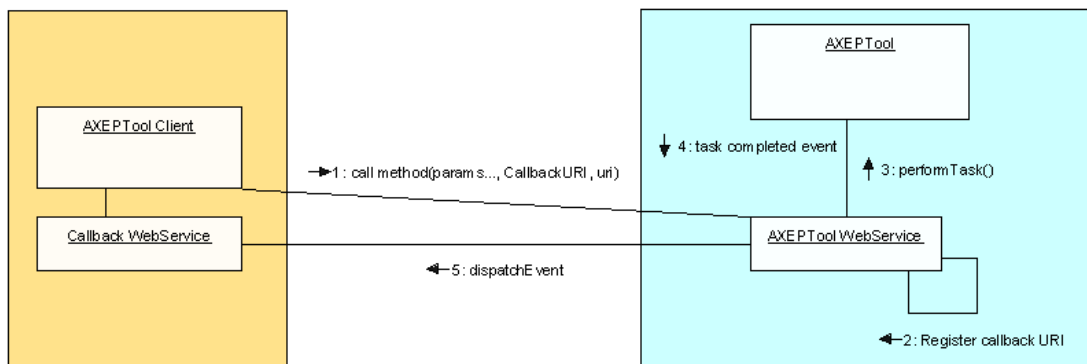 AXEPTool
AXEPTool Client
4: task completed event
1: call method(params..., CallbackURI, uri)
3: performTask()
Callback WebService
AXEPTool WebService
5: dispatchEvent
2: Register callback URI